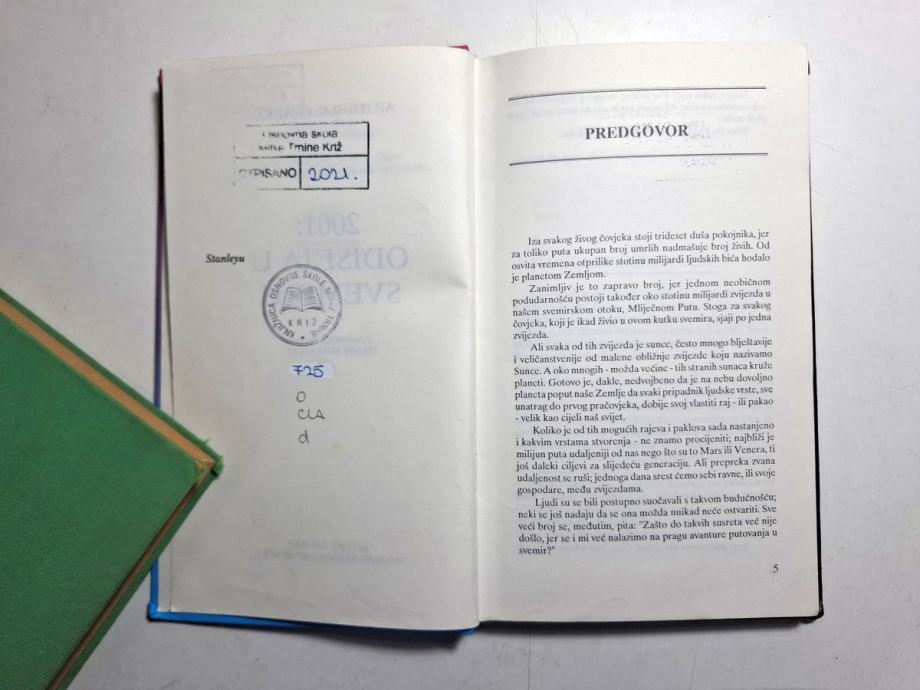 Osnovna škola
Milke Trnine Križ
OTPISANO 2021.
Stanleyu
KNJIŽNICA OSNOVNE ŠKOLE MILKE TRNINE
KRIŽ
725
O
CLA
d
PREDGOVOR
Iza svakog živog čovjeka stoji trideset duša pokojnika, jer
za toliko puta ukupan broj umrlih nadmašuje broj živih. Od
osvita vremena otprilike stotinu milijardi ljudskih bića hodalo
je planetom Zemljom.
Zanimljiv je to zapravo broj, jer jednom neobičnom
podudarnošću postoji također oko stotinu milijardi zvijezda u
našem svemirskom otoku, Mliječnom Putu. Stoga za svakog
čovjeka, koji je ikad živio u ovom kutku svemira, sjaji po jedna
zvijezda.
Ali svaka od tih zvijezda je sunce, često mnogo blještavije
i veličanstvenije od malene obližnje zvijezde koju nazivamo
Sunce. A oko mnogih - možda većine - tih stranih sunaca kruže
planeti. Gotovo je, dakle, nedvojbeno da je na nebu dovoljno
planeta poput naše Zemlje da svaki pripadnik ljudske vrste, sve
unatrag do prvog pračovjeka, dobije svoj vlastiti raj - ili pakao
- velik kao cijeli naš svijet.
Koliko je od tih mogućih rajeva i paklova sada nastanjeno
i kakvim vrstama stvorenja - ne znamo procijeniti; najbliži je
milijun puta udaljeniji od nas nego što su to Mars ili Venera, ti
još daleki ciljevi za slijedeću generaciju. Ali prepreka zvana
udaljenost se ruši; jednoga dana srest ćemo sebi ravne, ili svoje
gospodare, među zvijezdama.
Ljudi su se bili postupno suočavali s takvom budućnošću;
neki se još nadaju da se ona možda nuikad neće ostvariti. Sve
veći broj se, međutim, pita: "Zašto do takvih susreta već nije
došlo, jer se i mi već nalazimo na pragu avanture putovanja u
svemir?"
5